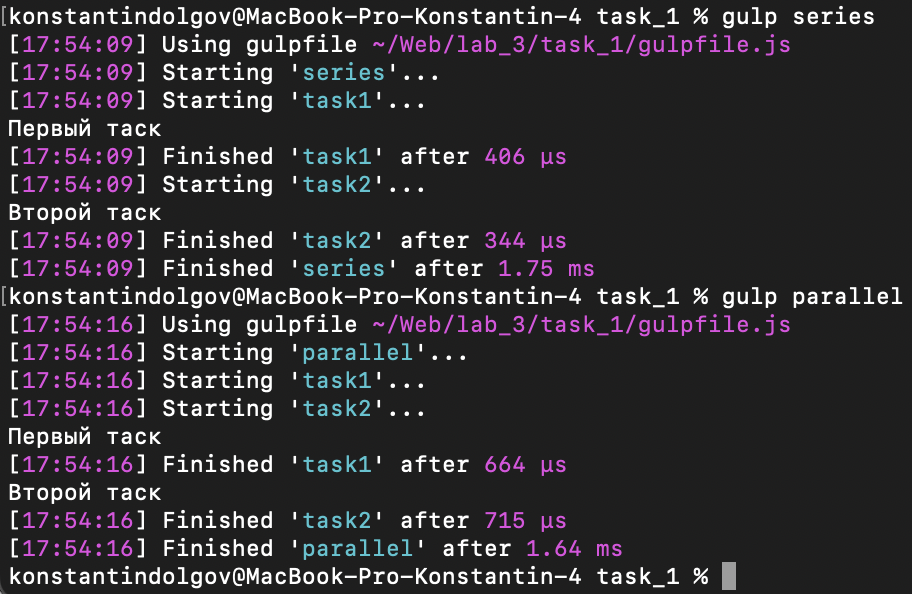 [konstantindolgov@MacBook-Pro-Konstantin-4 task_1 % gulp series
[17:54:09] Using gulpfile ~/Web/lab_3/task_1/gulpfile.js
[17:54:09] Starting 'series'...
[17:54:09] Starting 'task1'...
Первый таск
[17:54:09] Finished 'task1' after 406 μs
[17:54:09] Starting 'task2'...
Второй таск
[17:54:09] Finished 'task2' after 344 μs
[17:54:09] Finished 'series' after 1.75 ms
[konstantindolgov@MacBook-Pro-Konstantin-4 task_1 % gulp parallel
[17:54:16] Using gulpfile ~/Web/lab_3/task_1/gulpfile.js
[17:54:16] Starting 'parallel'...
[17:54:16] Starting 'task1'...
[17:54:16] Starting 'task2'...
Первый таск
[17:54:16] Finished 'task1' after 664 μs
Второй таск
[17:54:16] Finished 'task2' after 715 μs
[17:54:16] Finished 'parallel' after 1.64 ms
konstantindolgov@MacBook-Pro-Konstantin-4 task_1 %